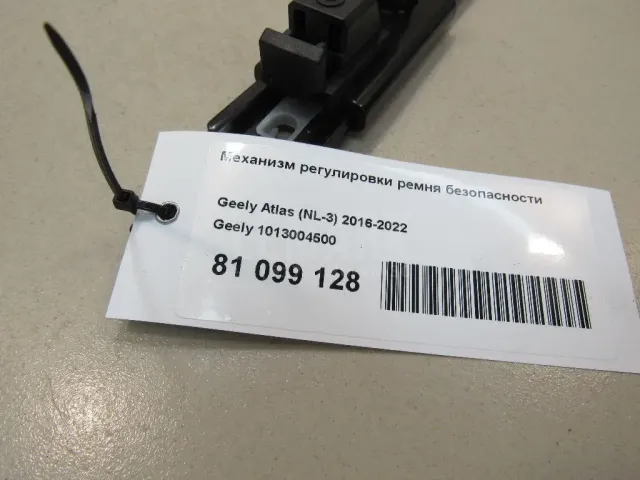 Механизм регулировки ремня безопасности
Geely Atlas (NL-3) 2016-2022
Geely 1013004500
81 099 128